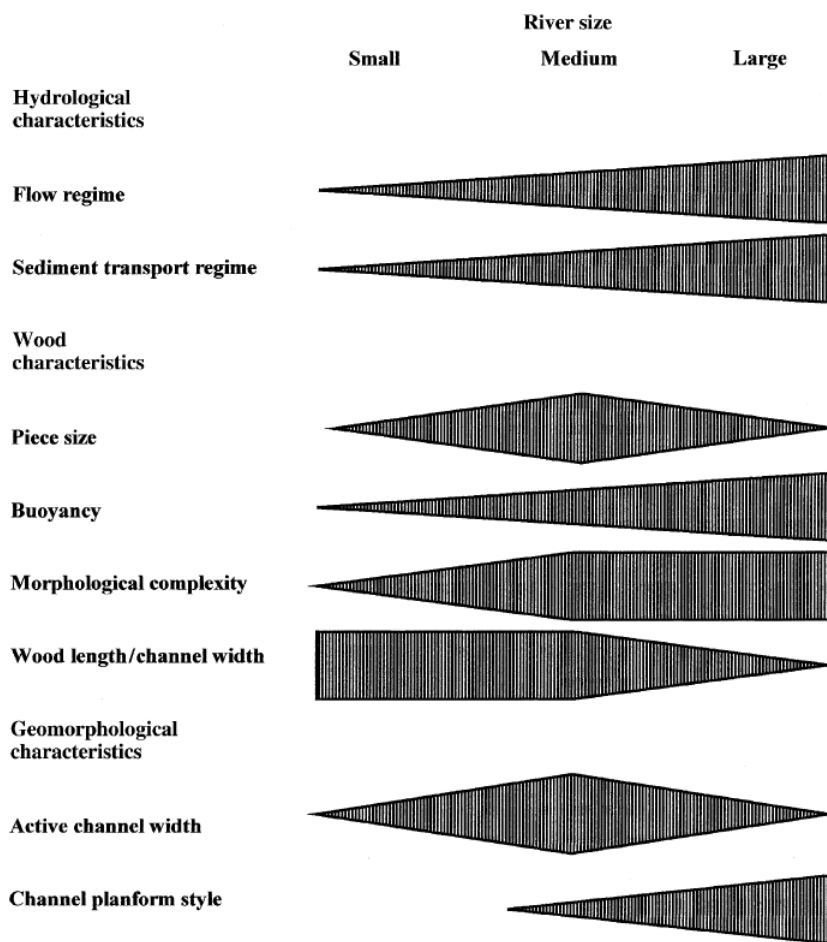 River size
Small Medium Large
Hydrological
characteristics
Flow regime
Sediment transport regime
Wood
characteristics
Piece size
Buoyancy
Morphological complexity
Wood length/channel width
Geomorphological
characteristics
Active channel width
Channel planform style